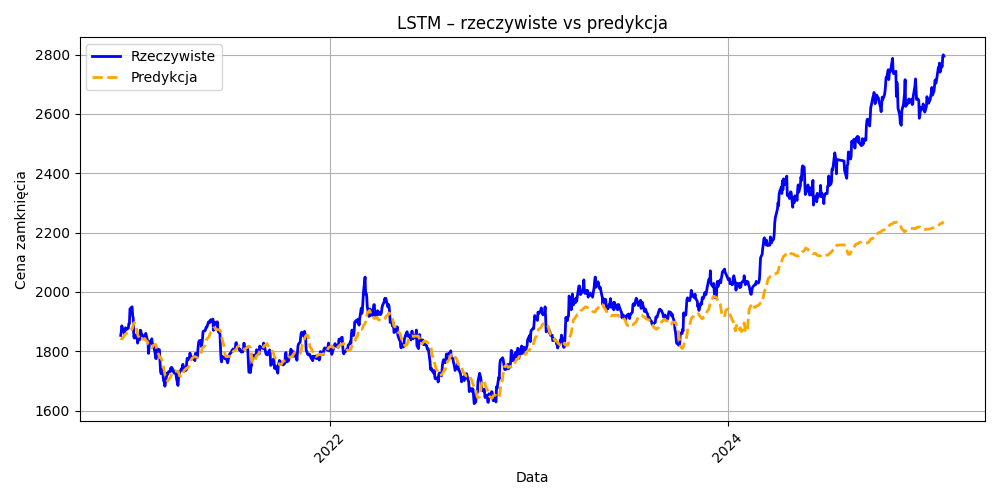 LSTM – rzeczywiste vs predykcja
Rzeczywiste
Predykcja
Cena zamknięcia
2800
2600
2400
2200
2000
1800
1600
2022
2024
Data